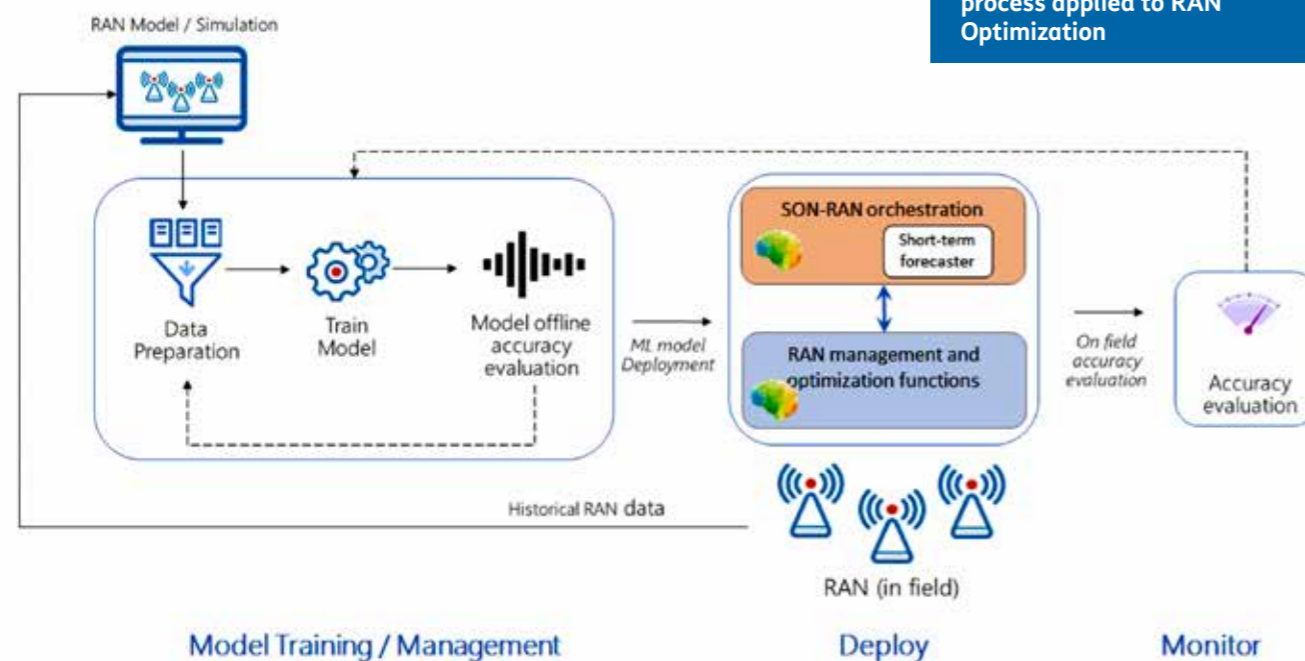 process applied to RAN
Optimization
RAN Model / Simulation
Data
Preparation
Train
Model
Model offline
accuracy
evaluation
ML model
Deployment
SON-RAN orchestration
Short-term
forecaster
RAN management and
optimization functions
On field
accuracy
evaluation
Accuracy
evaluation
Historical RAN data
RAN (in field)
Model Training / Management
Deploy
Monitor